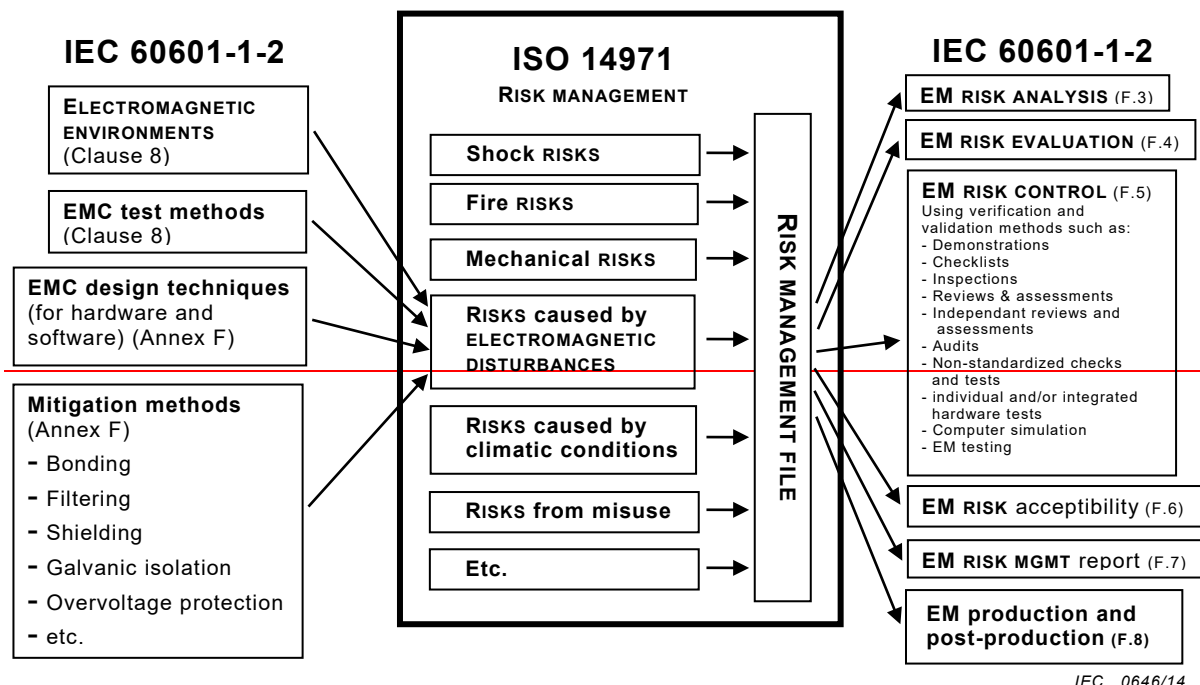 IEC 60601-1-2
ELECTROMAGNETIC
ENVIRONMENTS
(Clause 8)
EMC test methods
(Clause 8)
EMC design techniques
(for hardware and
software) (Annex F)
Mitigation methods
(Annex F)
- Bonding
- Filtering
- Shielding
- Galvanic isolation
- Overvoltage protection
- etc.
ISO 14971
RISK MANAGEMENT
Shock RISKS
Fire RISKS
Mechanical RISKS
RISKS caused by
ELECTROMAGNETIC
DISTURBANCES
RISKS caused by
climatic conditions
RISKS from misuse
Etc.
RISK MANAGEMENT FILE
IEC 60601-1-2
EM RISK ANALYSIS (F.3)
EM RISK EVALUATION (F.4)
EM RISK CONTROL (F.5)
Using verification and
validation methods such as:
- Demonstrations
- Checklists
- Inspections
- Reviews & assessments
- Independant reviews and
assessments
- Audits
- Non-standardized checks
and tests
- individual and/or integrated
hardware tests
- Computer simulation
- EM testing
EM RISK acceptibility (F.6)
EM RISK MGMT report (F.7)
EM production and
post-production (F.8)
IEC 0646/14